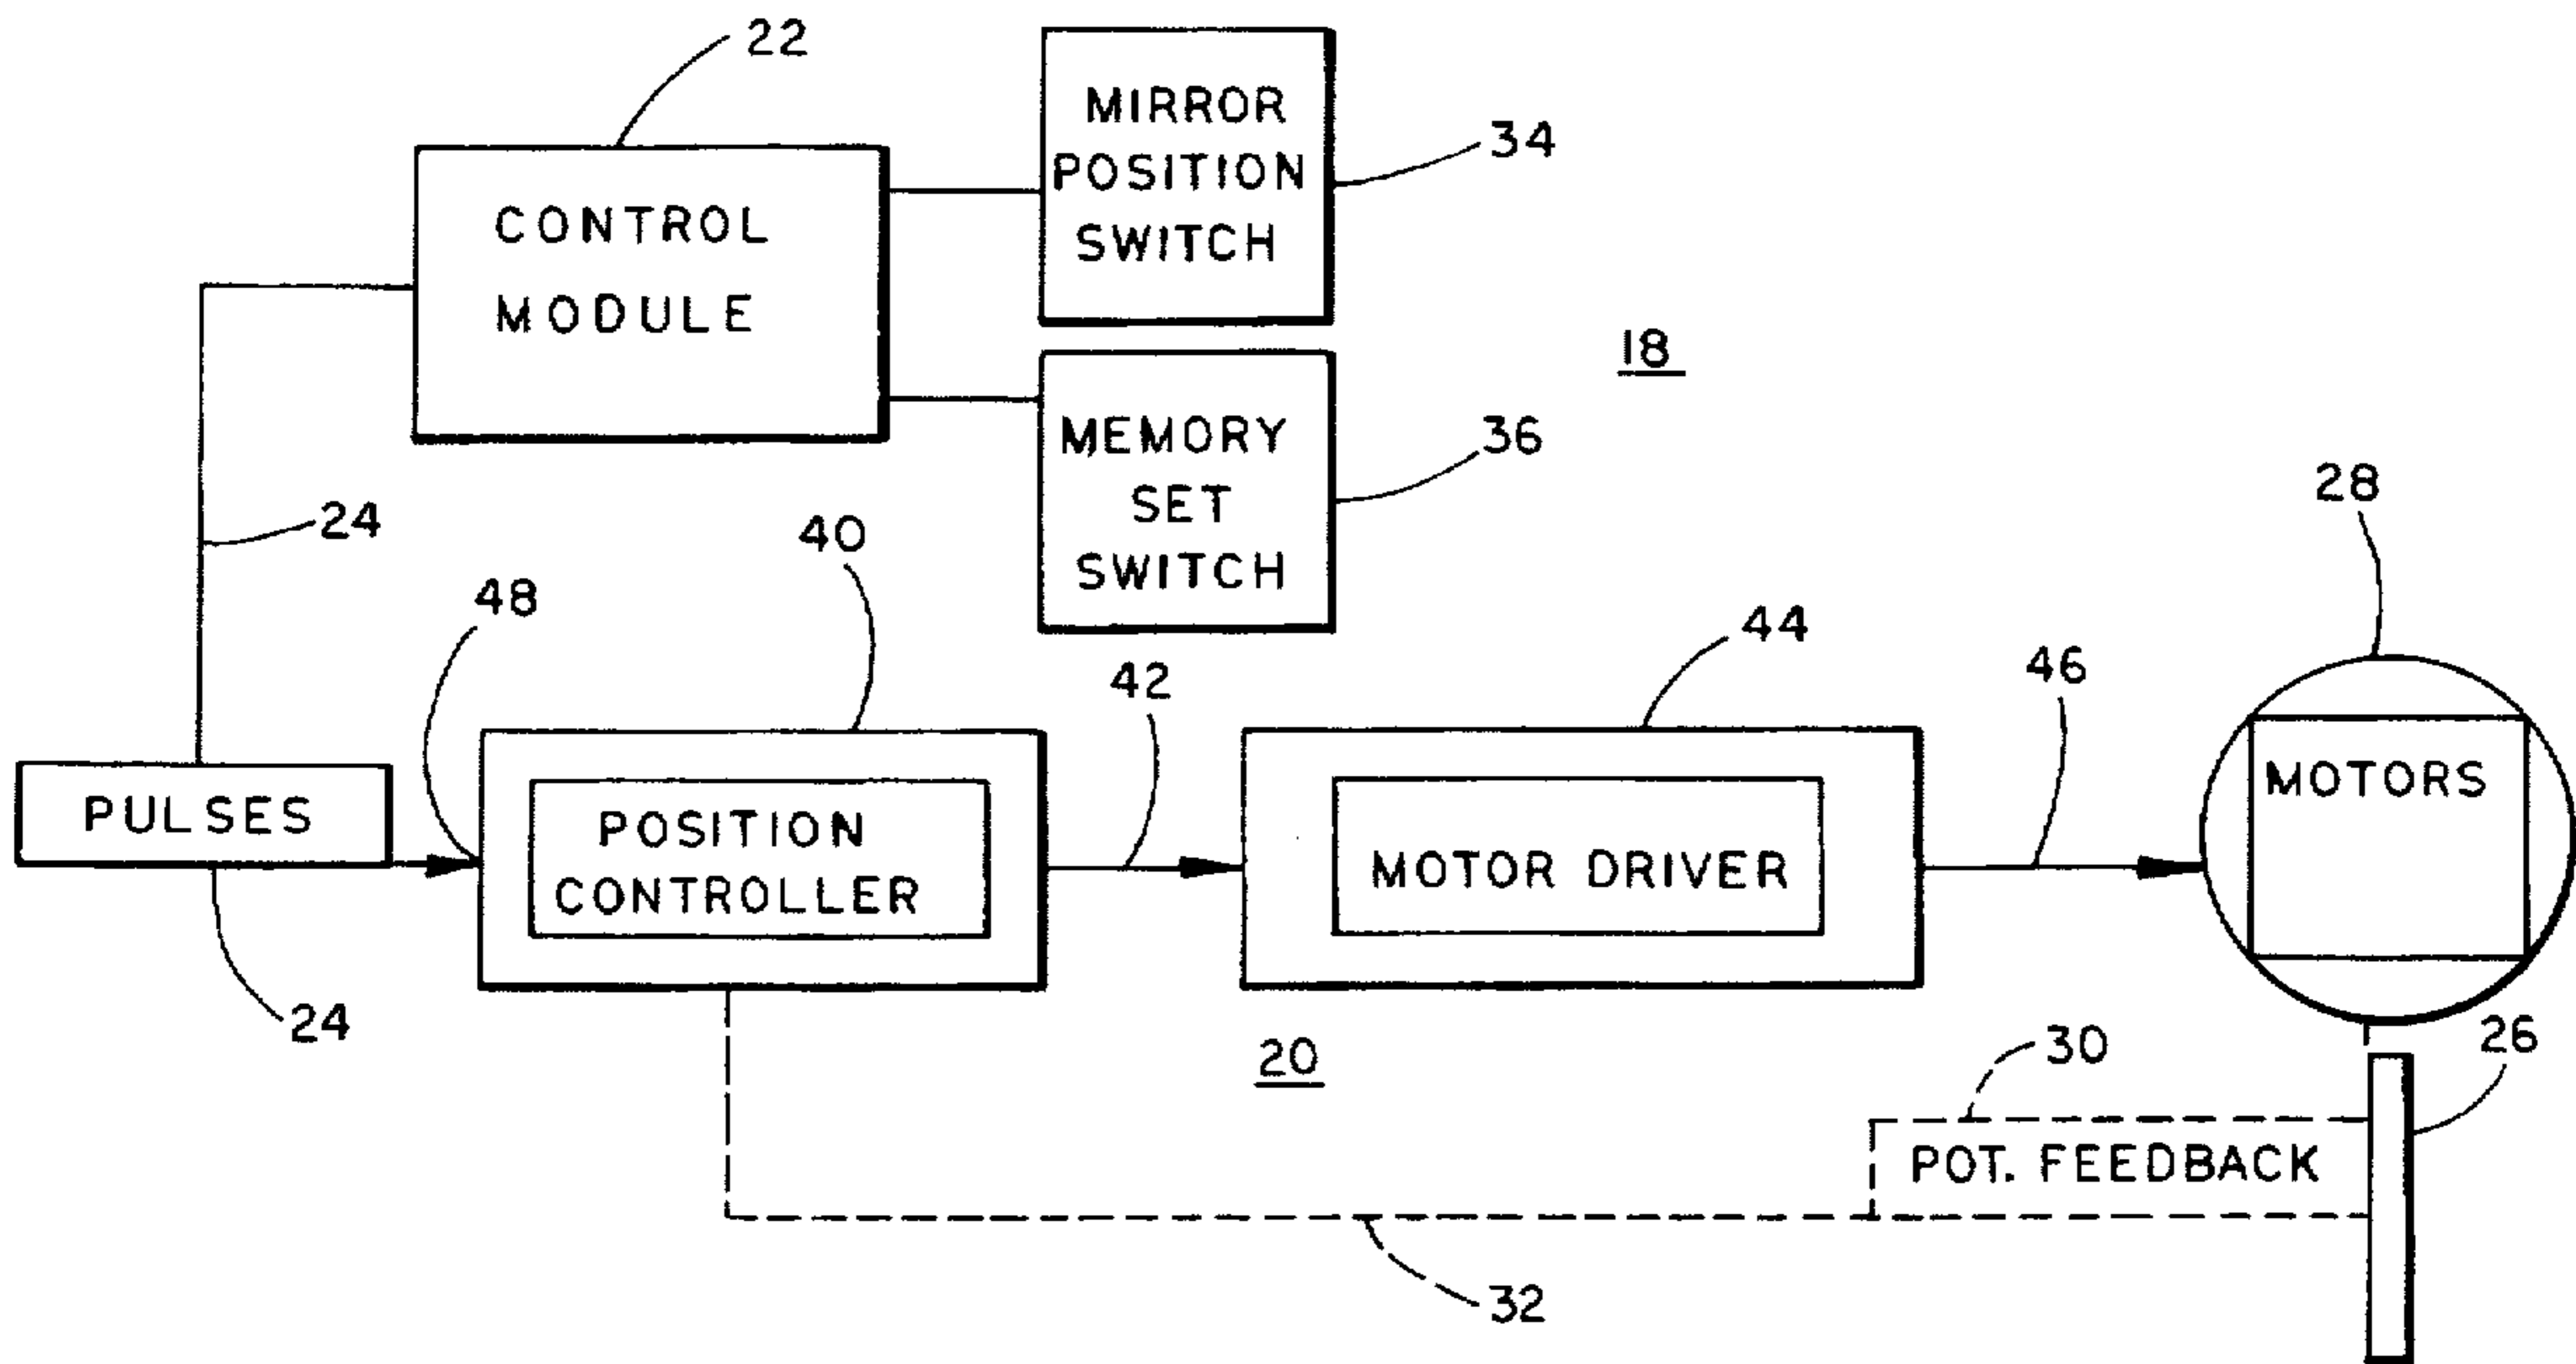 22
MIRROR
POSITION
SWITCH
34
CONTROL
MODULE
18
MEMORY
SET
SWITCH
36
24
40
28
48
44
42
46
PULSES
POSITION
CONTROLLER
MOTOR DRIVER
MOTORS
24
20
30
26
POT. FEEDBACK
32